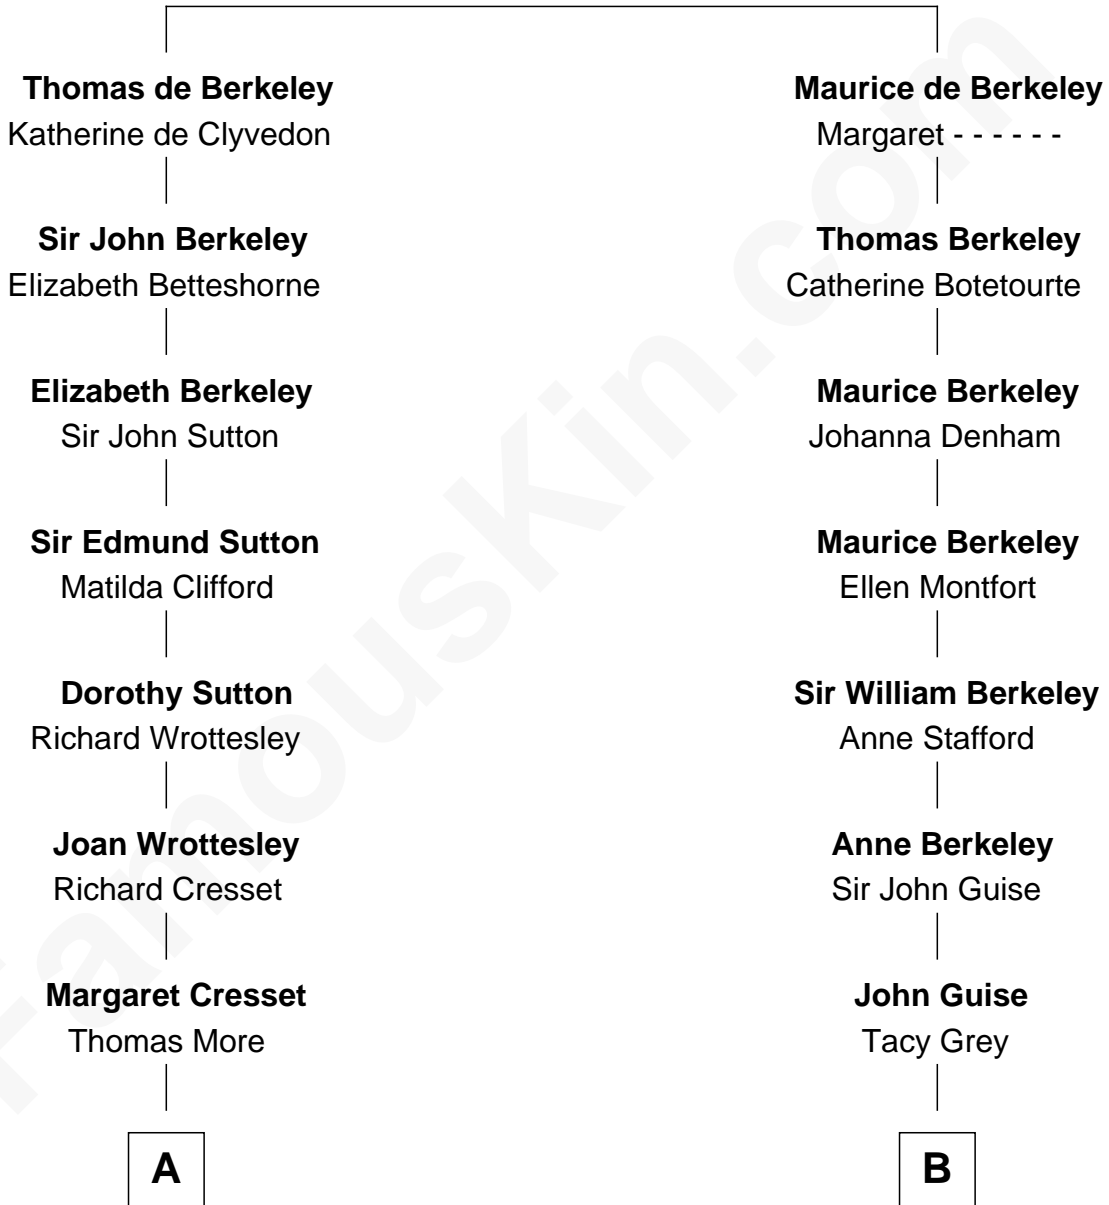 Thomas de Berkeley
Katherine de Clyvedon
Sir John Berkeley
Elizabeth Betteshorne
Elizabeth Berkeley
Sir John Sutton
Sir Edmund Sutton
Matilda Clifford
Dorothy Sutton
Richard Wrottesley
Joan Wrottesley
Richard Cresset
Margaret Cresset
Thomas More
A
Maurice de Berkeley
Margaret - - - - - -
Thomas Berkeley
Catherine Botetourte
Maurice Berkeley
Johanna Denham
Maurice Berkeley
Ellen Montfort
Sir William Berkeley
Anne Stafford
Anne Berkeley
Sir John Guise
John Guise
Tacy Grey
B
FamousKin.com